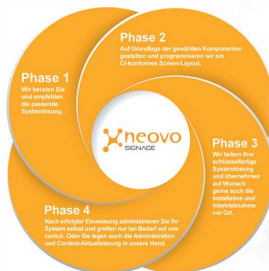 Phase 1
Wir beraten Sie
und empfehlen
die passende
Systemlösung.
Phase 2
Auf Grundlage der gewählten Komponenten
gestalten und programmieren wir ein
CI-konformes Screen-Layout.
Phase 3
Wir liefern Ihre
schlüsselfertige
Systemlösung
und übernehmen
auf Wunsch
gerne auch die
Installation und
Inbetriebnahme
vor Ort.
Phase 4
Nach erfolgter Einweisung administrieren Sie Ihr
System selbst und greifen nur bei Bedarf auf uns
zurück. Oder Sie legen auch die Administration
und Content-Aktualisierung in unsere Hand.
neovo
SIGNAGE